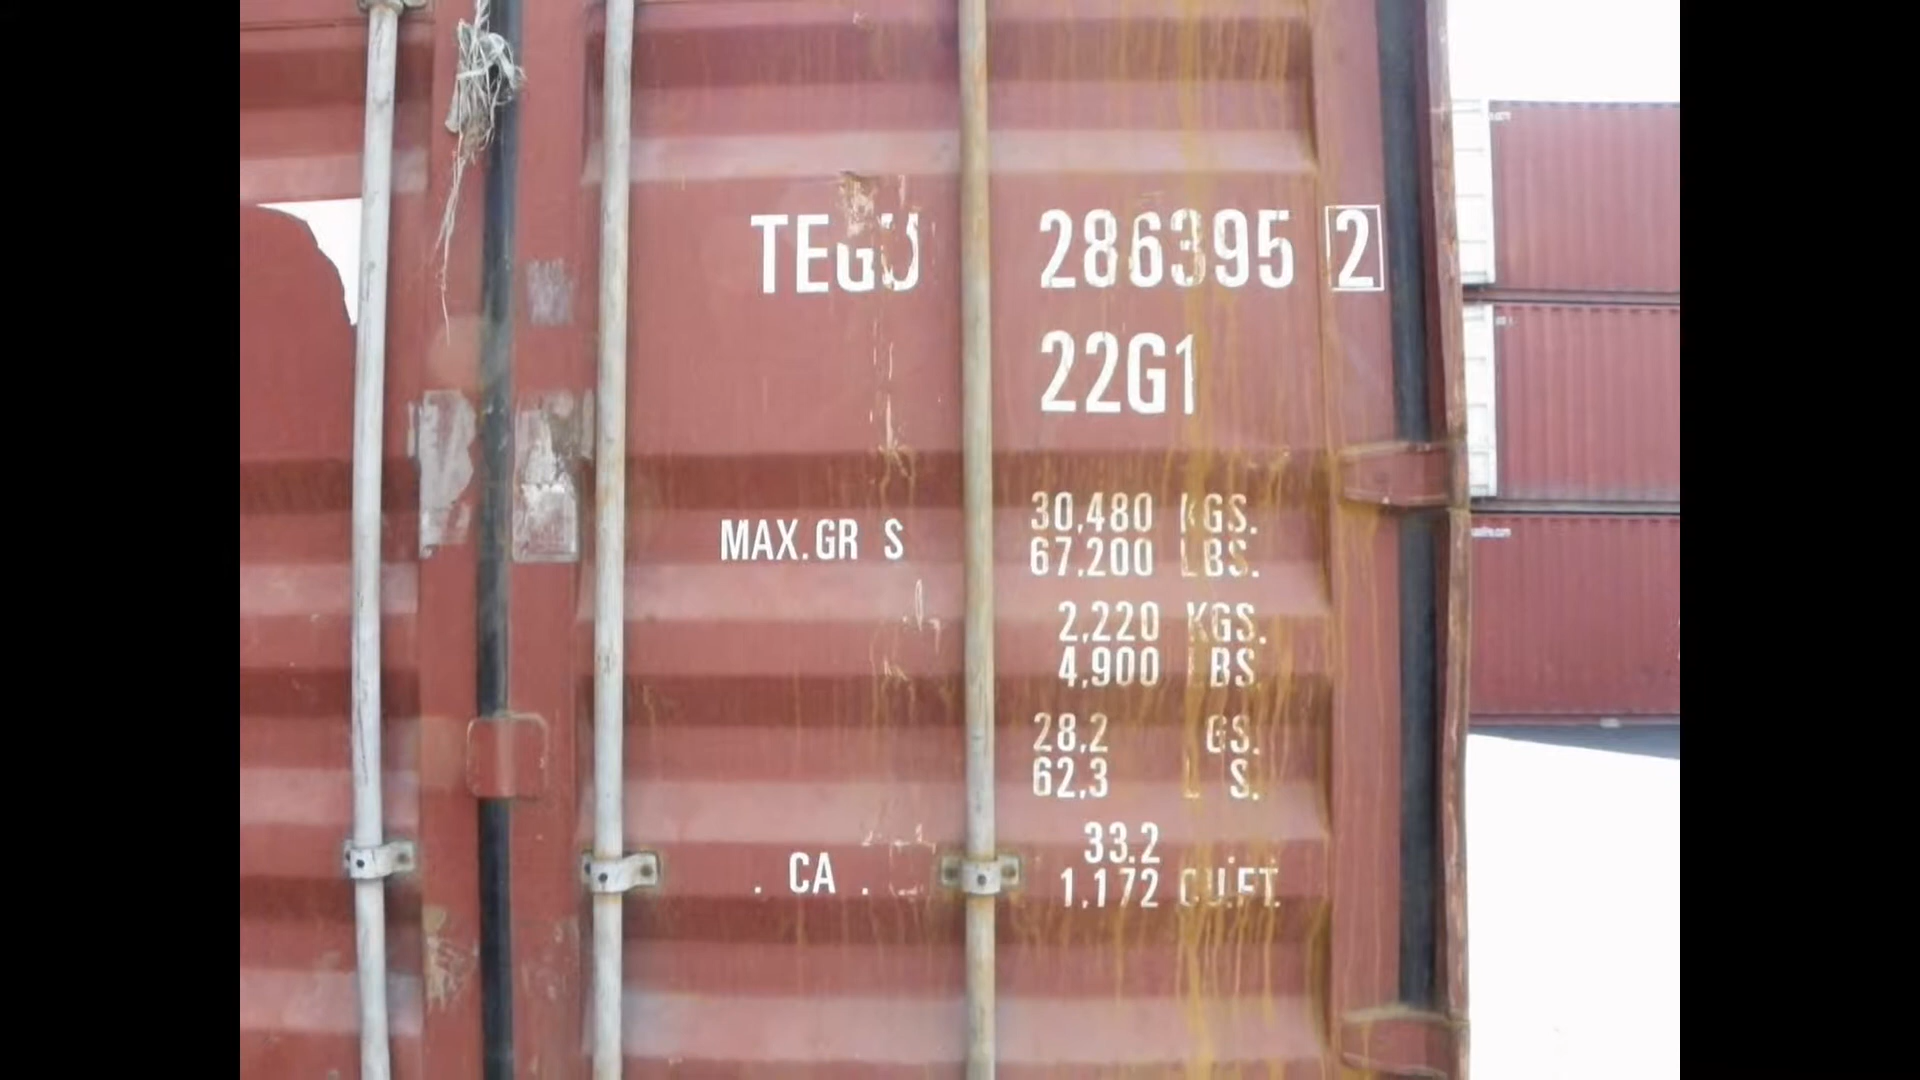 TEGU 286395 2
22G1
MAX.GR S 30,480 KGS.
67,200 LBS.
2,220 KGS.
4,900 LBS.
28,2 GS.
62,3 L S.
. CA . 33.2
1,172 CU.FT.